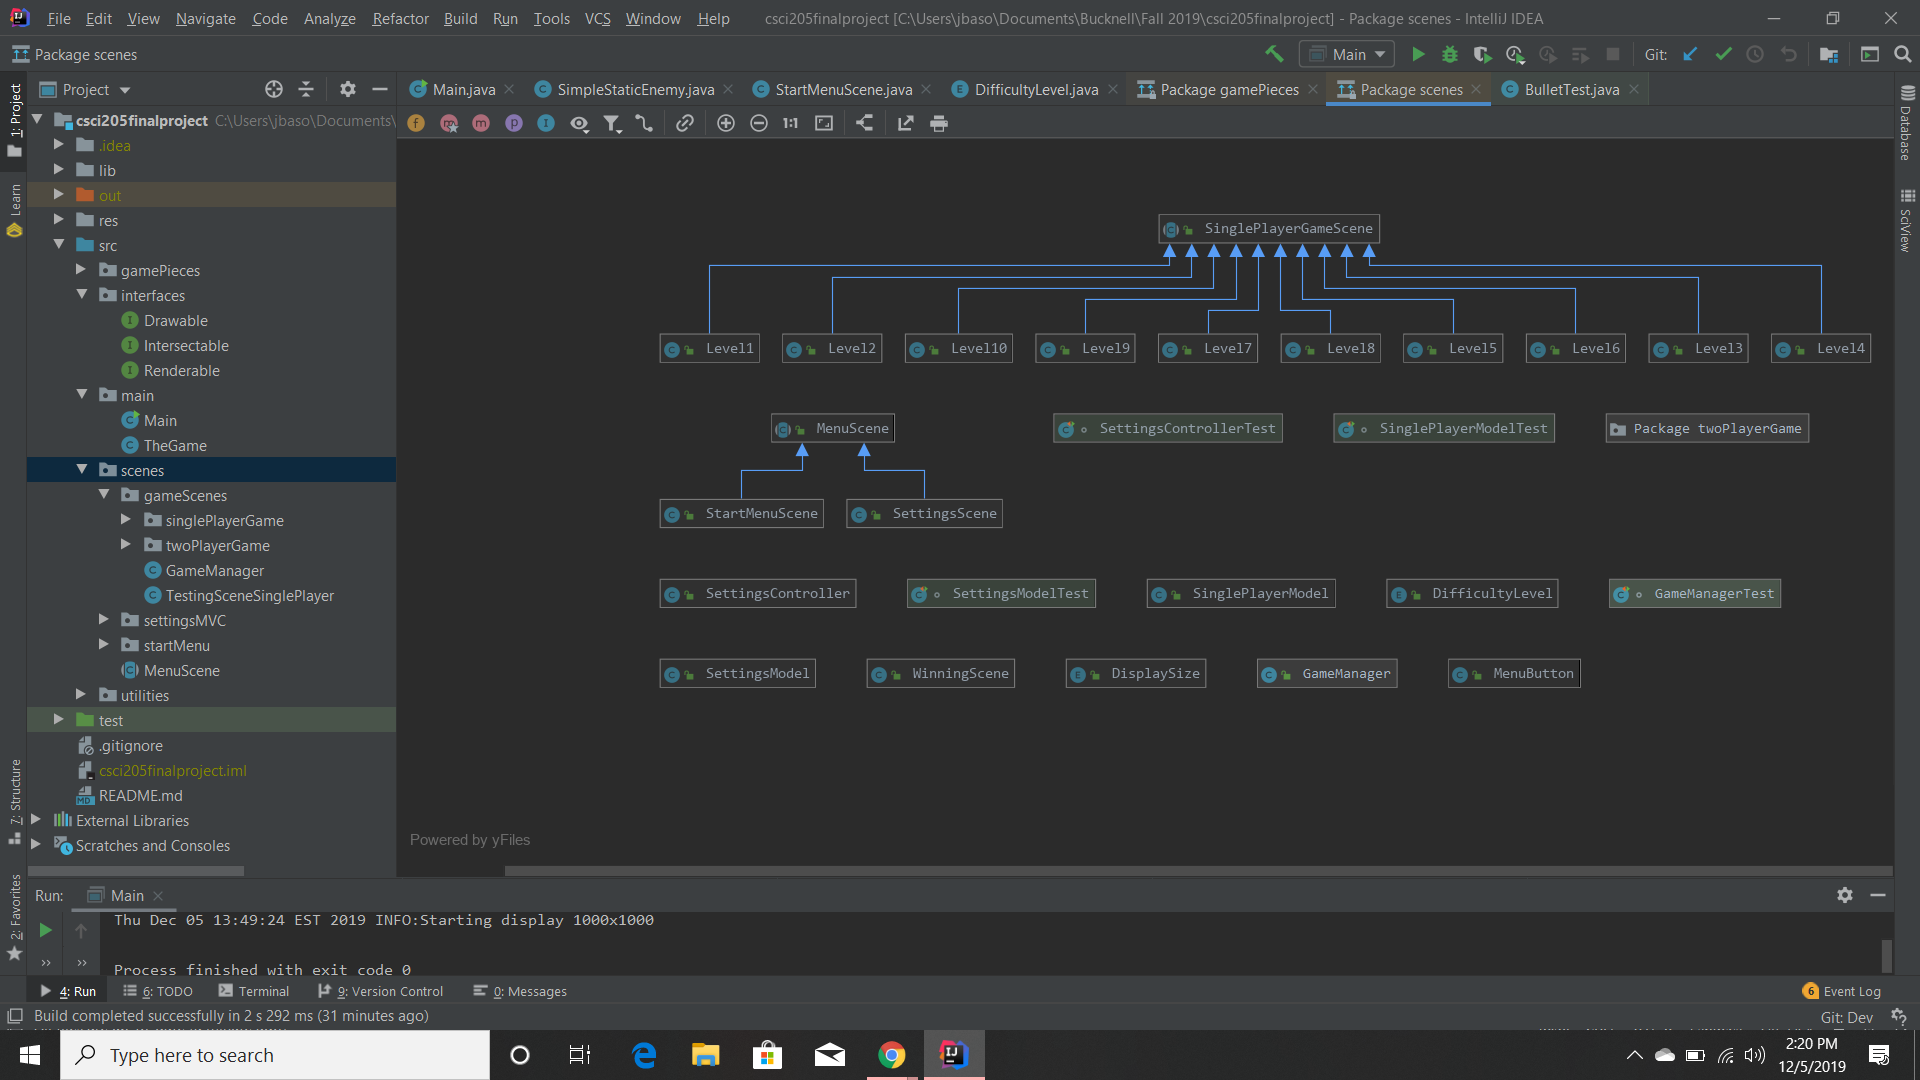 File Edit View Navigate Code Analyze Refactor Build Run Tools VCS Window Help csci205finalproject [C:\Users\jbaso\Documents\Bucknell\Fall 2019\csci205finalproject] - Package scenes - IntelliJ IDEA
Package scenes Main Git:
Project Main.java SimpleStaticEnemy.java StartMenuScene.java DifficultyLevel.java Package gamePieces Package scenes BulletTest.java
1: Project
Learn
7: Structure
2: Favorites
Database
SciView
csci205finalproject C:\Users\jbaso\Documents\
.idea
lib
out
res
src
gamePieces
interfaces
Drawable
Intersectable
Renderable
main
Main
TheGame
scenes
gameScenes
singlePlayerGame
twoPlayerGame
GameManager
TestingSceneSinglePlayer
settingsMVC
startMenu
MenuScene
utilities
test
.gitignore
csci205finalproject.iml
README.md
External Libraries
Scratches and Consoles
1:1
SinglePlayerGameScene
Level1 Level2 Level10 Level9 Level7 Level8 Level5 Level6 Level3 Level4
MenuScene SettingsControllerTest SinglePlayerModelTest Package twoPlayerGame
StartMenuScene SettingsScene
SettingsController SettingsModelTest SinglePlayerModel DifficultyLevel GameManagerTest
SettingsModel WinningScene DisplaySize GameManager MenuButton
Powered by yFiles
Run: Main
Thu Dec 05 13:49:24 EST 2019 INFO:Starting display 1000x1000
Process finished with exit code 0
4: Run 6: TODO Terminal 9: Version Control 0: Messages 6 Event Log
Build completed successfully in 2 s 292 ms (31 minutes ago) Git: Dev
Type here to search
2:20 PM
12/5/2019